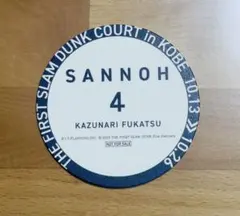 THE FIRST SLAM DUNK COURT in KOBE 10.13 >> 10.26
SANNOH
4
KAZUNARI FUKATSU
NOT FOR SALE